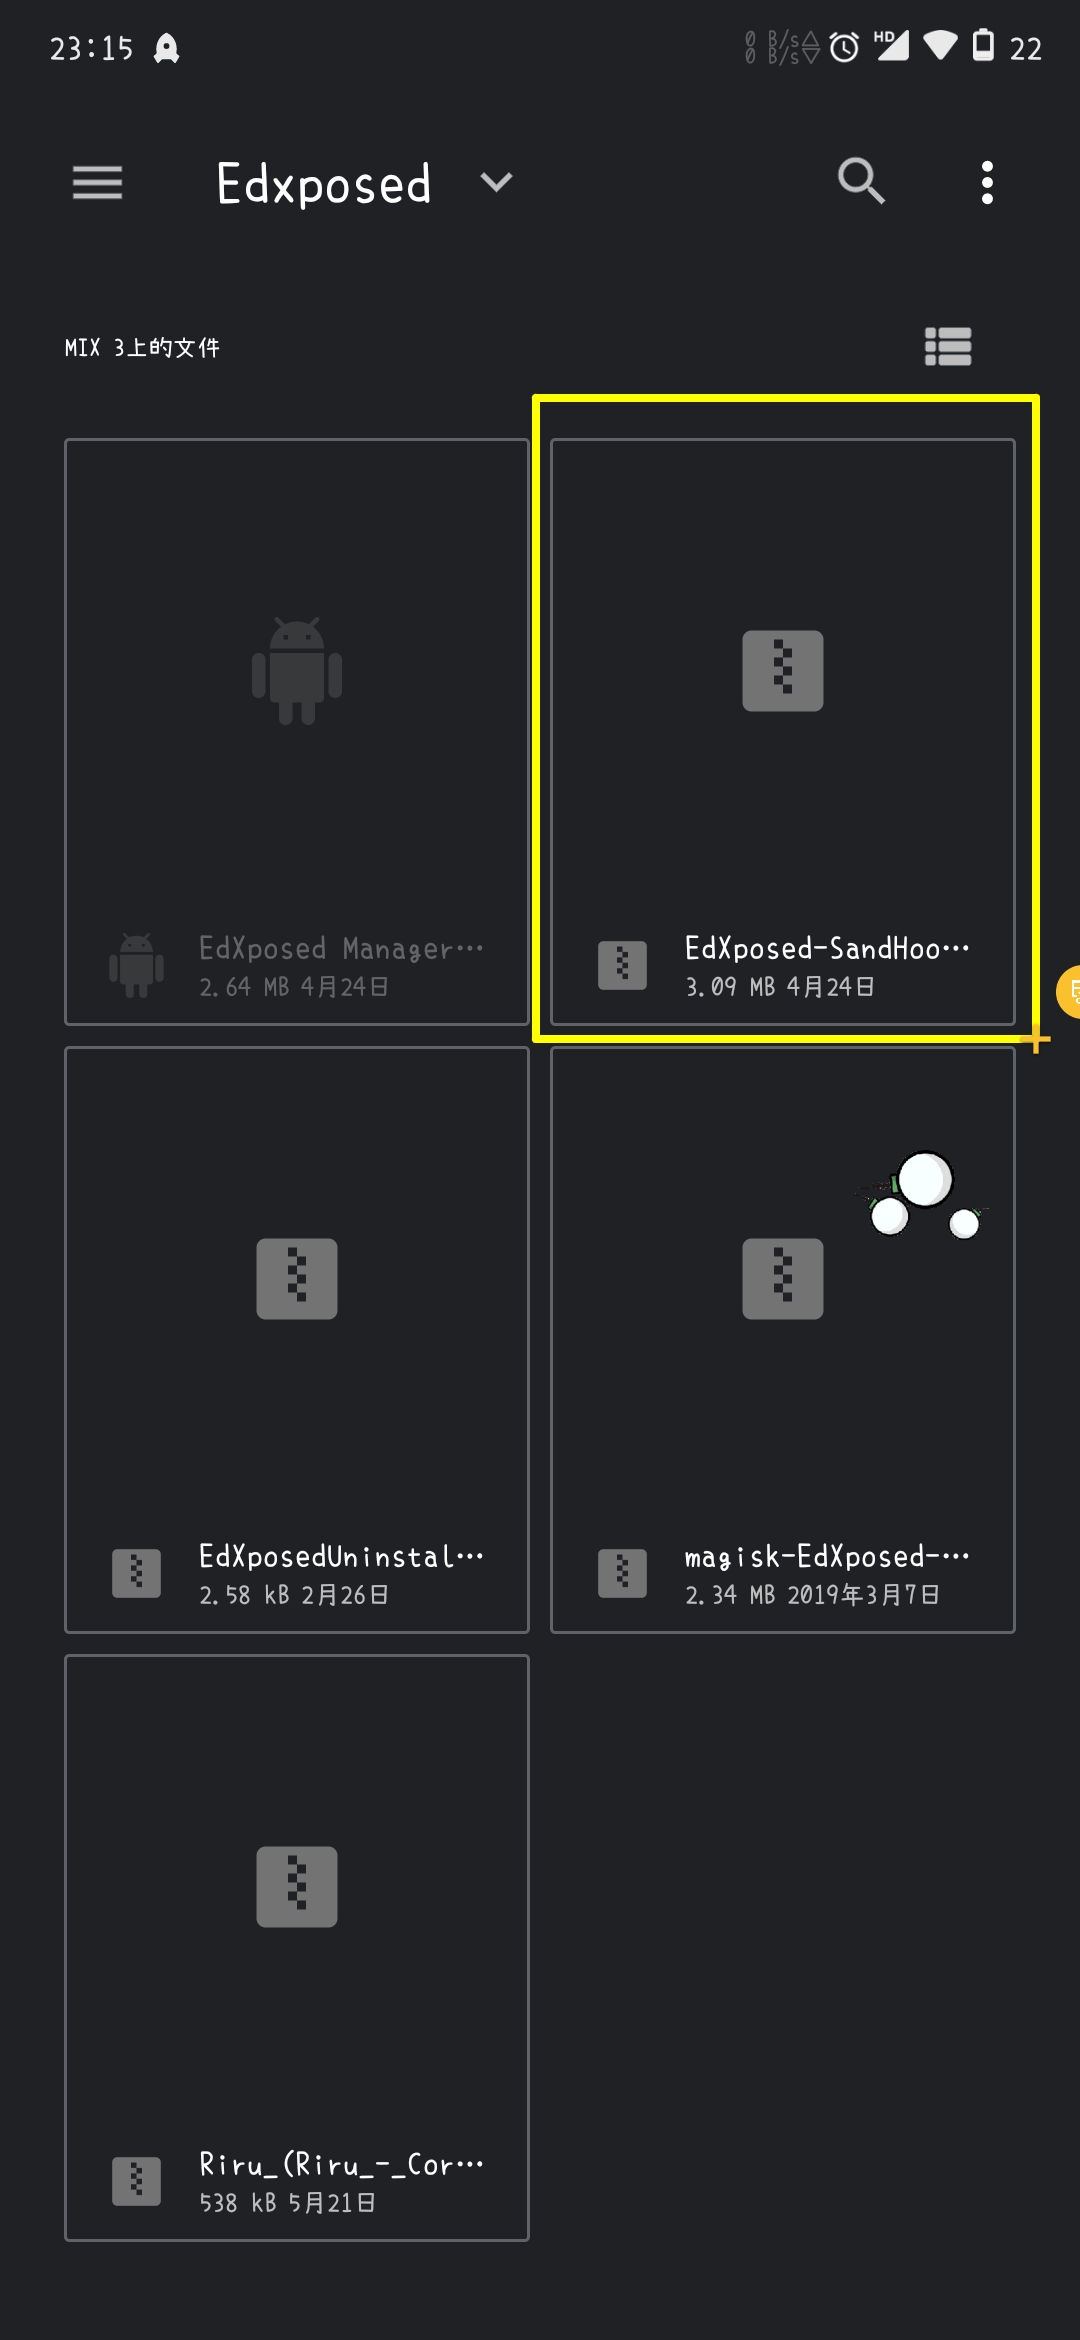 23:15
0 B/s
0 B/s
HD
22
Edxposed
MIX 3上的文件
EdXposed Manager···
2.64 MB 4月24日
EdXposed-SandHoo···
3.09 MB 4月24日
EdXposedUninstal···
2.58 kB 2月26日
magisk-EdXposed-···
2.34 MB 2019年3月7日
Riru_(Riru_-_Cor···
538 kB 5月21日